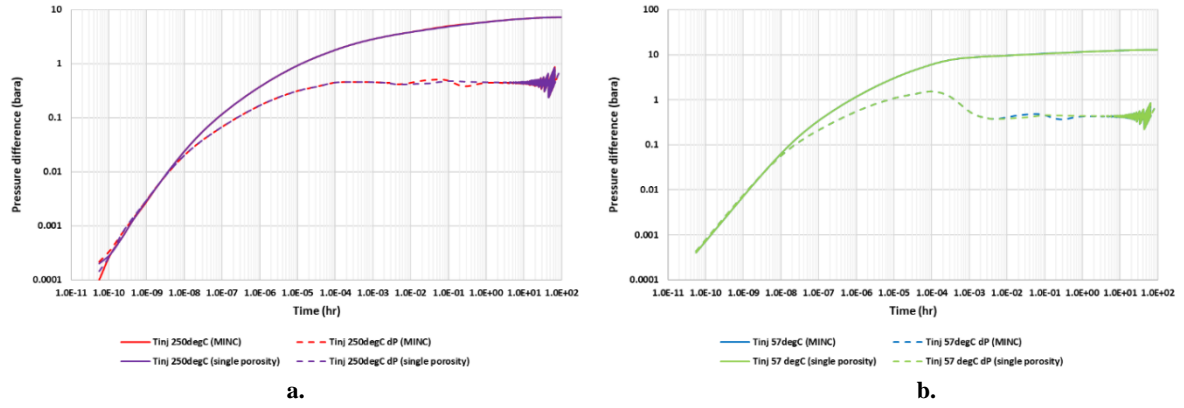 10
1
0.1
0.01
0.001
0.0001
Pressure difference (bara)
1.0E-11 1.0E-10 1.0E-09 1.0E-08 1.0E-07 1.0E-06 1.0E-05 1.0E-04 1.0E-03 1.0E-02 1.0E-01 1.0E+00 1.0E+01 1.0E+02
Time (hr)
Tinj 250degC (MINC) Tinj 250degC dP (MINC)
Tinj 250degC (single porosity) Tinj 250degC dP (single porosity)
a.
100
10
1
0.1
0.01
0.001
0.0001
Pressure difference (bara)
1.0E-11 1.0E-10 1.0E-09 1.0E-08 1.0E-07 1.0E-06 1.0E-05 1.0E-04 1.0E-03 1.0E-02 1.0E-01 1.0E+00 1.0E+01 1.0E+02
Time (hr)
Tinj 57degC (MINC) Tinj 57degC dP (MINC)
Tinj 57 degC (single porosity) Tinj 57 degC dP (single porosity)
b.